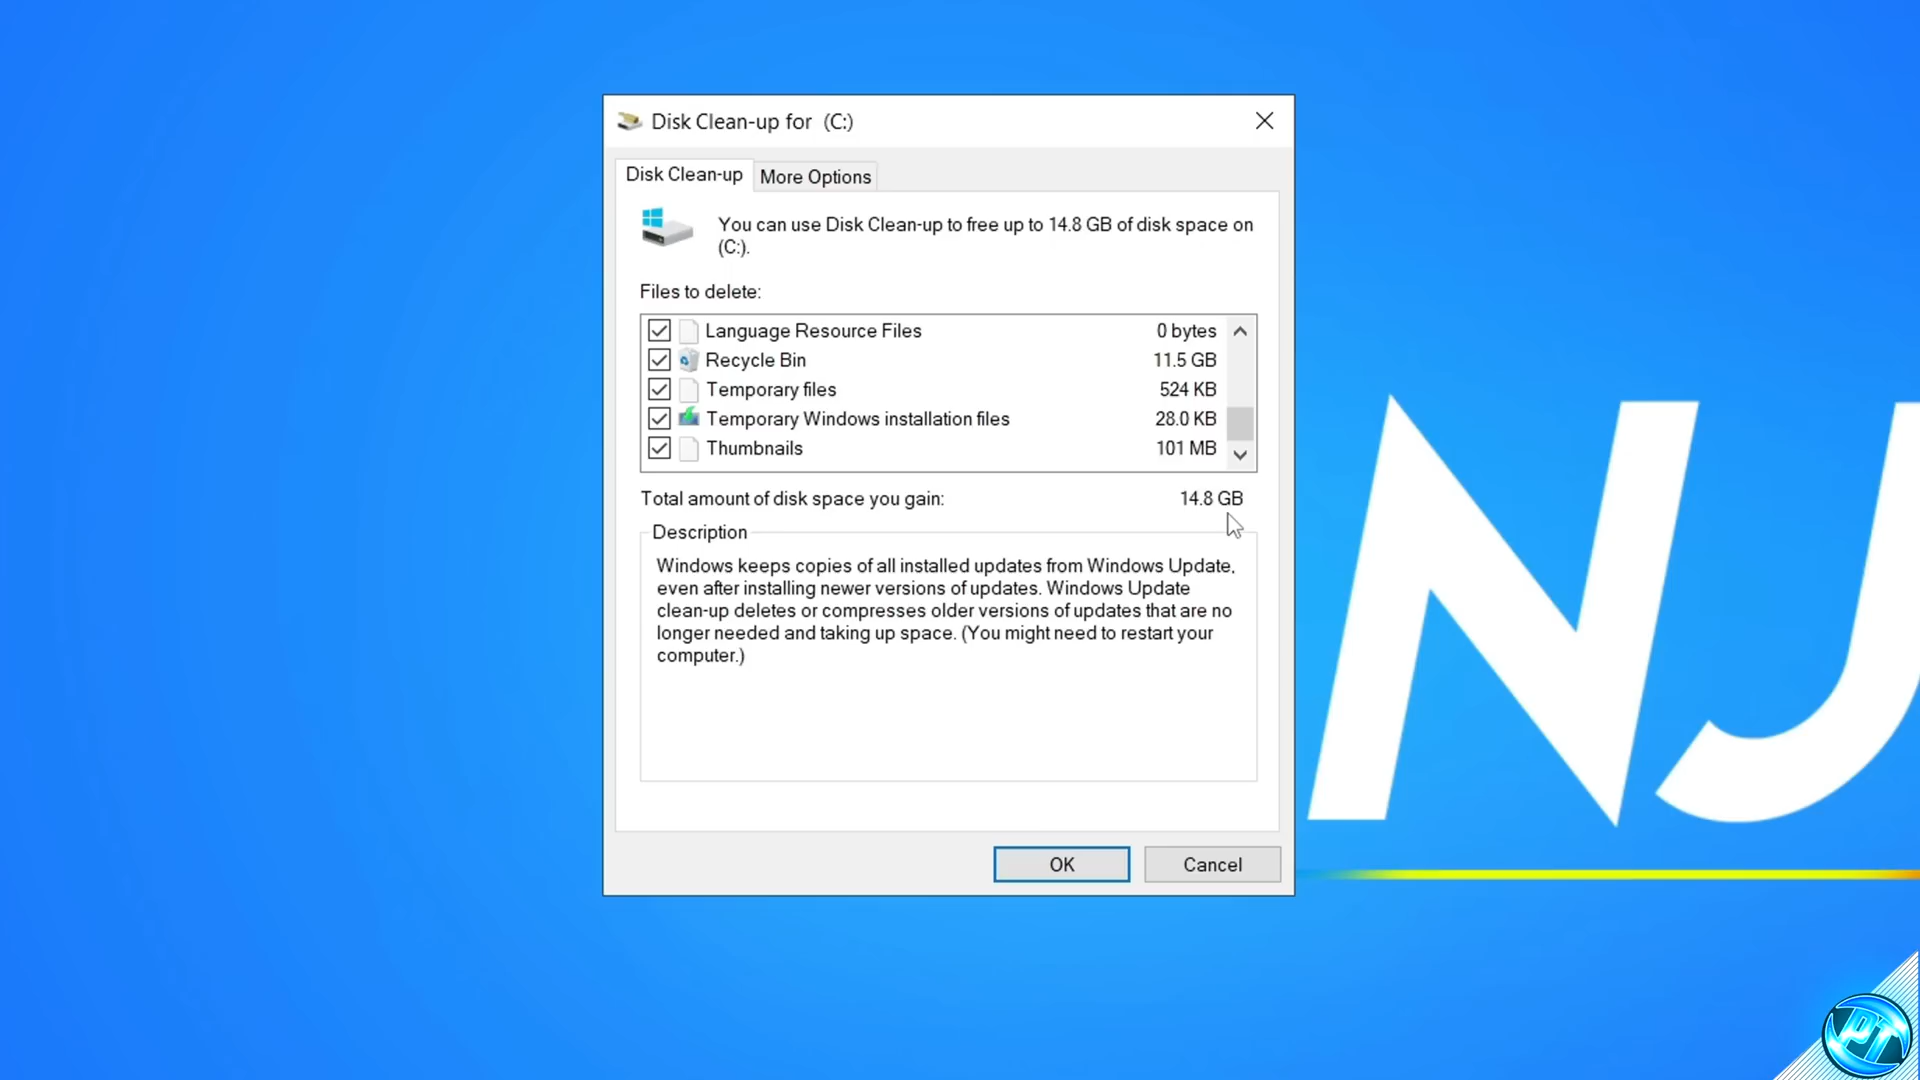 Disk Clean-up for (C:)
Disk Clean-up
More Options
You can use Disk Clean-up to free up to 14.8 GB of disk space on
(C:).
Files to delete:
Language Resource Files 0 bytes
Recycle Bin 11.5 GB
Temporary files 524 KB
Temporary Windows installation files 28.0 KB
Thumbnails 101 MB
Total amount of disk space you gain: 14.8 GB
Description
Windows keeps copies of all installed updates from Windows Update,
even after installing newer versions of updates. Windows Update
clean-up deletes or compresses older versions of updates that are no
longer needed and taking up space. (You might need to restart your
computer.)
OK
Cancel
NJ
PT